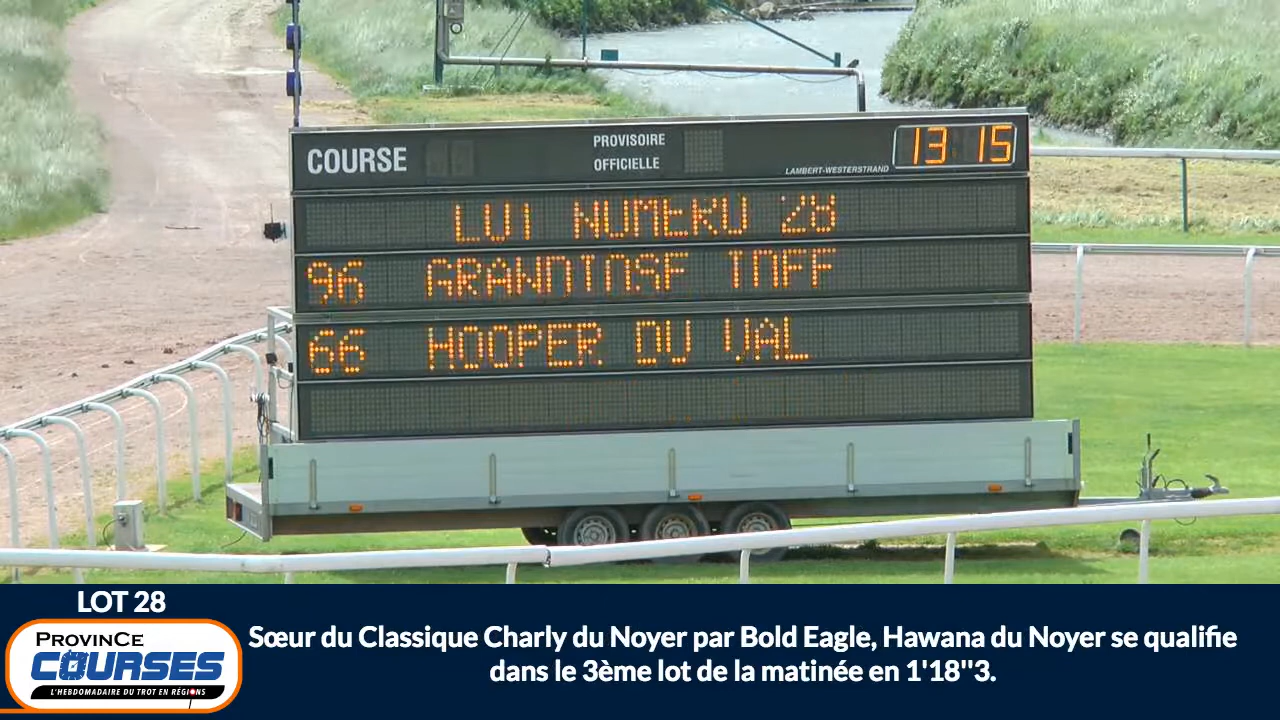 COURSE
PROVISOIRE
OFFICIELLE
LAMBERT-WESTERSTRAND
13 15
LOT NUMERO 28
96
66 HOOPER DU VAL
LOT 28
PROVINCE
COURSES
L'HEBDOMADAIRE DU TROT EN RÉGIONS
Sœur du Classique Charly du Noyer par Bold Eagle, Hawana du Noyer se qualifie
dans le 3ème lot de la matinée en 1'18''3.